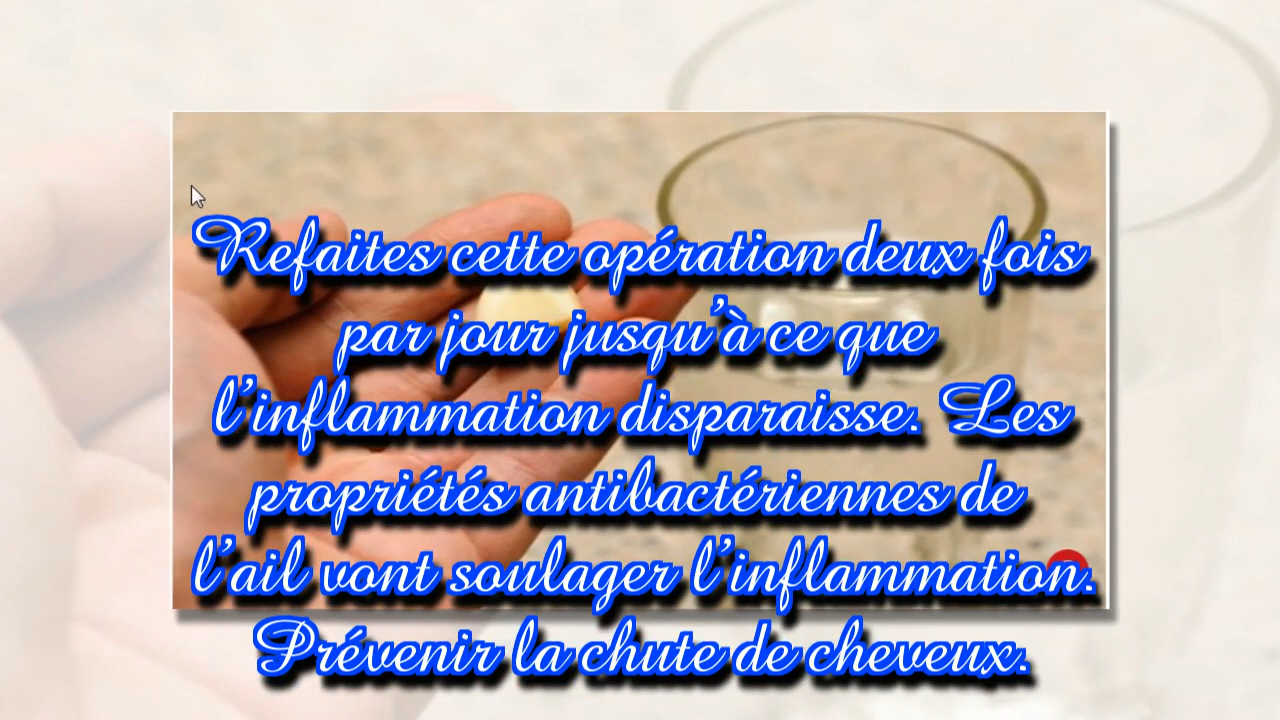 Refaites cette opération deux fois
par jour jusqu’à ce que
l’inflammation disparaisse. Les
propriétés antibactériennes de
l’ail vont soulager l’inflammation.
Prévenir la chute de cheveux.